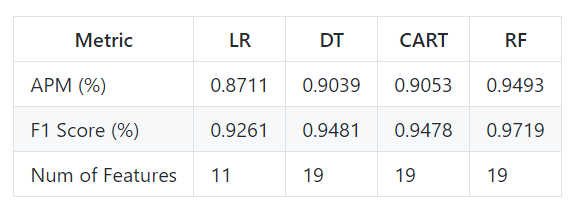 Metric LR DT CART RF
APM (%) 0.8711 0.9039 0.9053 0.9493
F1 Score (%) 0.9261 0.9481 0.9478 0.9719
Num of Features 11 19 19 19